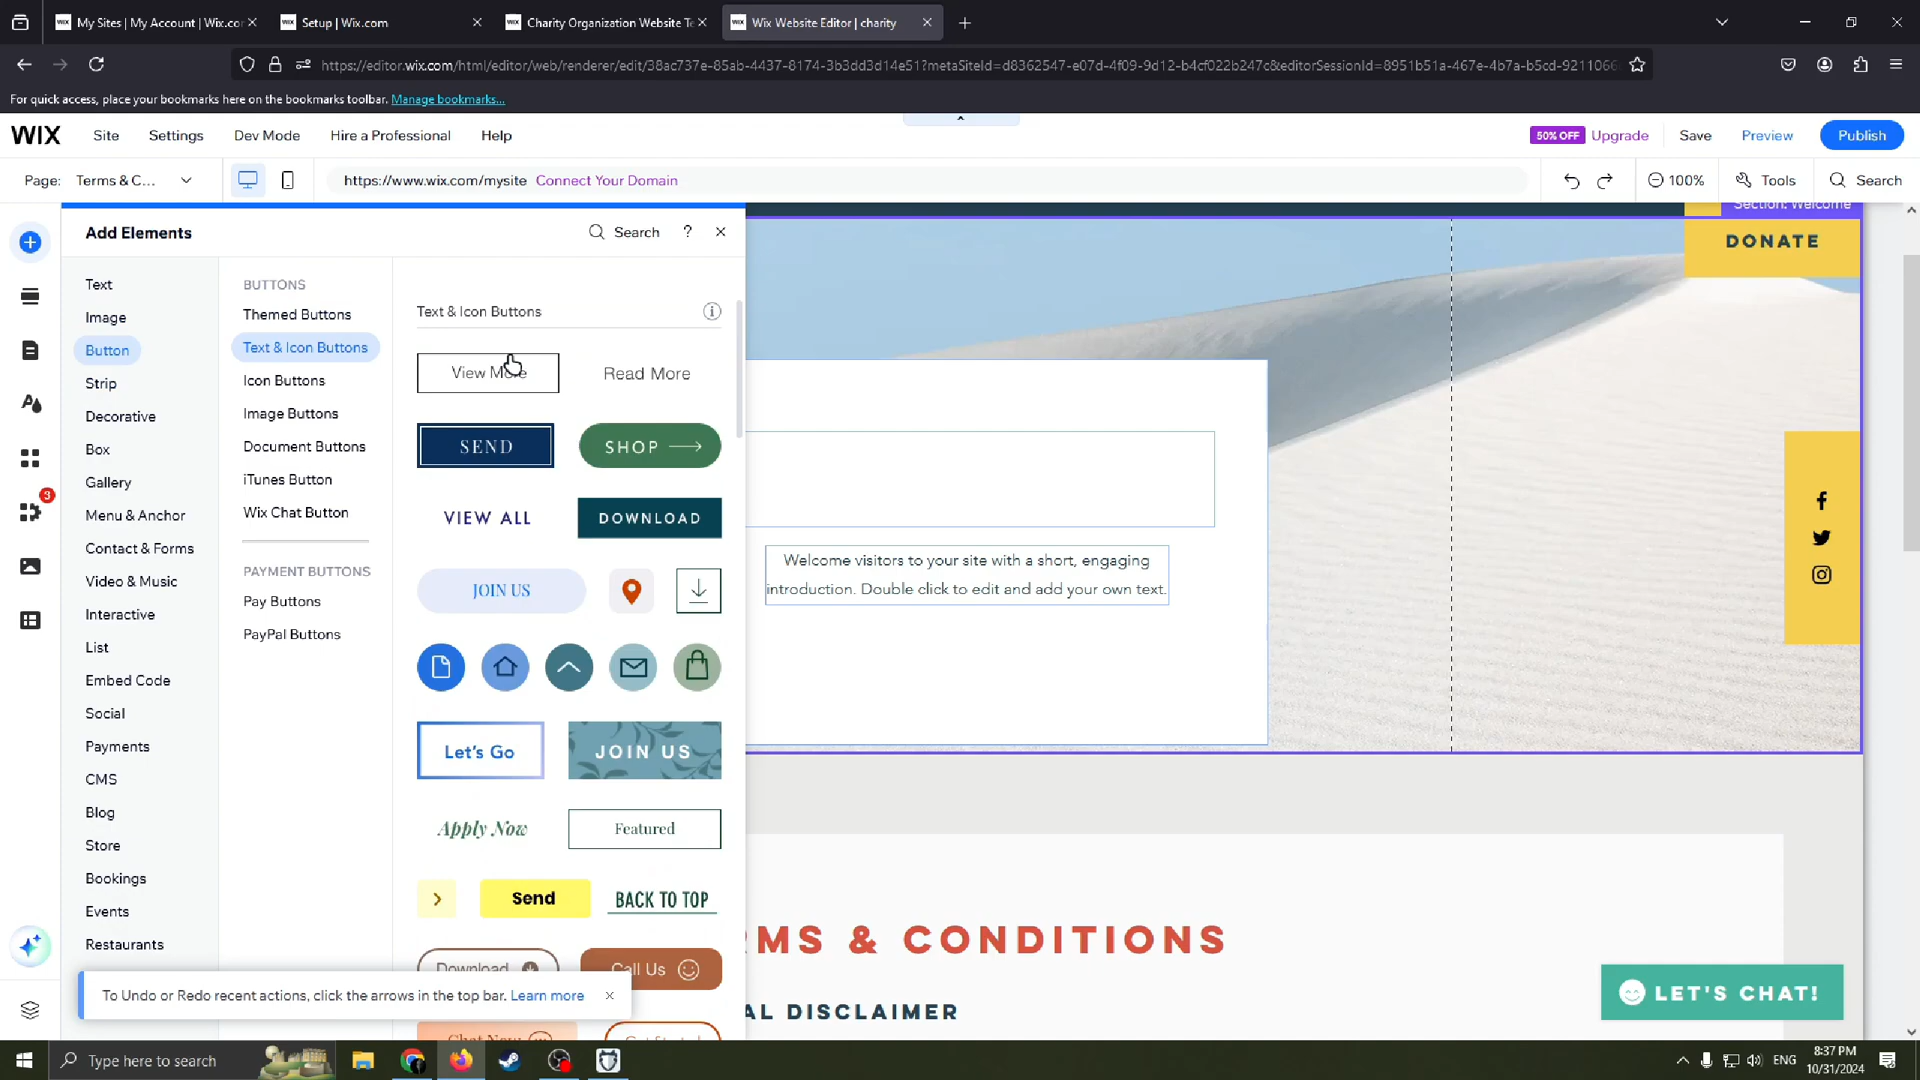 My Sites | My Account | Wix.cor
Setup | Wix.com
Charity Organization Website Te
Wix Website Editor | charity
https://editor.wix.com/html/editor/web/renderer/edit/38ac737e-85ab-4437-8174-3b3dd3d14e51?metaSiteId=d8362547-e07d-4f09-9d12-b4cf022b247c&editorSessionId=8951b51a-467e-4b7a-b5cd-9211066
For quick access, place your bookmarks here on the bookmarks toolbar. Manage bookmarks...
WIX Site Settings Dev Mode Hire a Professional Help 50% OFF Upgrade Save Preview Publish
Page: Terms & C... https://www.wix.com/mysite Connect Your Domain 100% Tools Search
Add Elements Search ?
Section: Welcome
DONATE
Text
Image
Button
Strip
Decorative
Box
Gallery
Menu & Anchor
Contact & Forms
Video & Music
Interactive
List
Embed Code
Social
Payments
CMS
Blog
Store
Bookings
Events
Restaurants
3
BUTTONS
Themed Buttons
Text & Icon Buttons
Icon Buttons
Image Buttons
Document Buttons
iTunes Button
Wix Chat Button
PAYMENT BUTTONS
Pay Buttons
PayPal Buttons
Text & Icon Buttons
View More Read More
SEND SHOP
VIEW ALL DOWNLOAD
JOIN US
Let's Go JOIN US
Apply Now Featured
Send BACK TO TOP
Download Call Us
Chat Now Get Started
To Undo or Redo recent actions, click the arrows in the top bar. Learn more
Welcome visitors to your site with a short, engaging
introduction. Double click to edit and add your own text.
RMS & CONDITIONS
AL DISCLAIMER
LET'S CHAT!
Type here to search
ENG
8:37 PM
10/31/2024